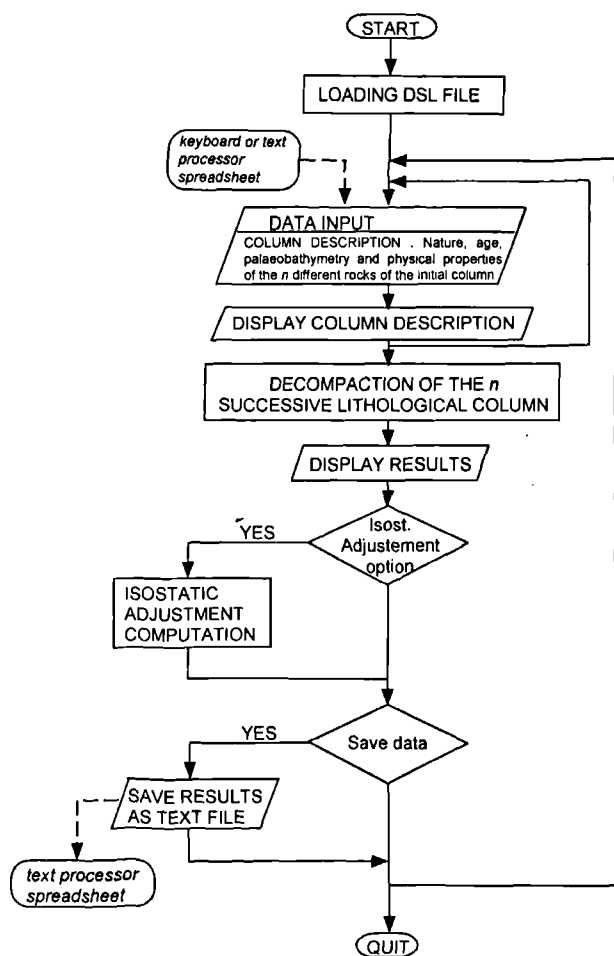 START
LOADING DSL FILE
keyboard or text
processor
spreadsheet
DATA INPUT
COLUMN DESCRIPTION . Nature, age,
palaeobathymetry and physical properties
of the n different rocks of the initial column
DISPLAY COLUMN DESCRIPTION
DECOMPACTION OF THE n
SUCCESSIVE LITHOLOGICAL COLUMN
DISPLAY RESULTS
YES
Isost.
Adjustement
option
ISOSTATIC
ADJUSTMENT
COMPUTATION
YES
Save data
SAVE RESULTS
AS TEXT FILE
text processor
spreadsheet
QUIT